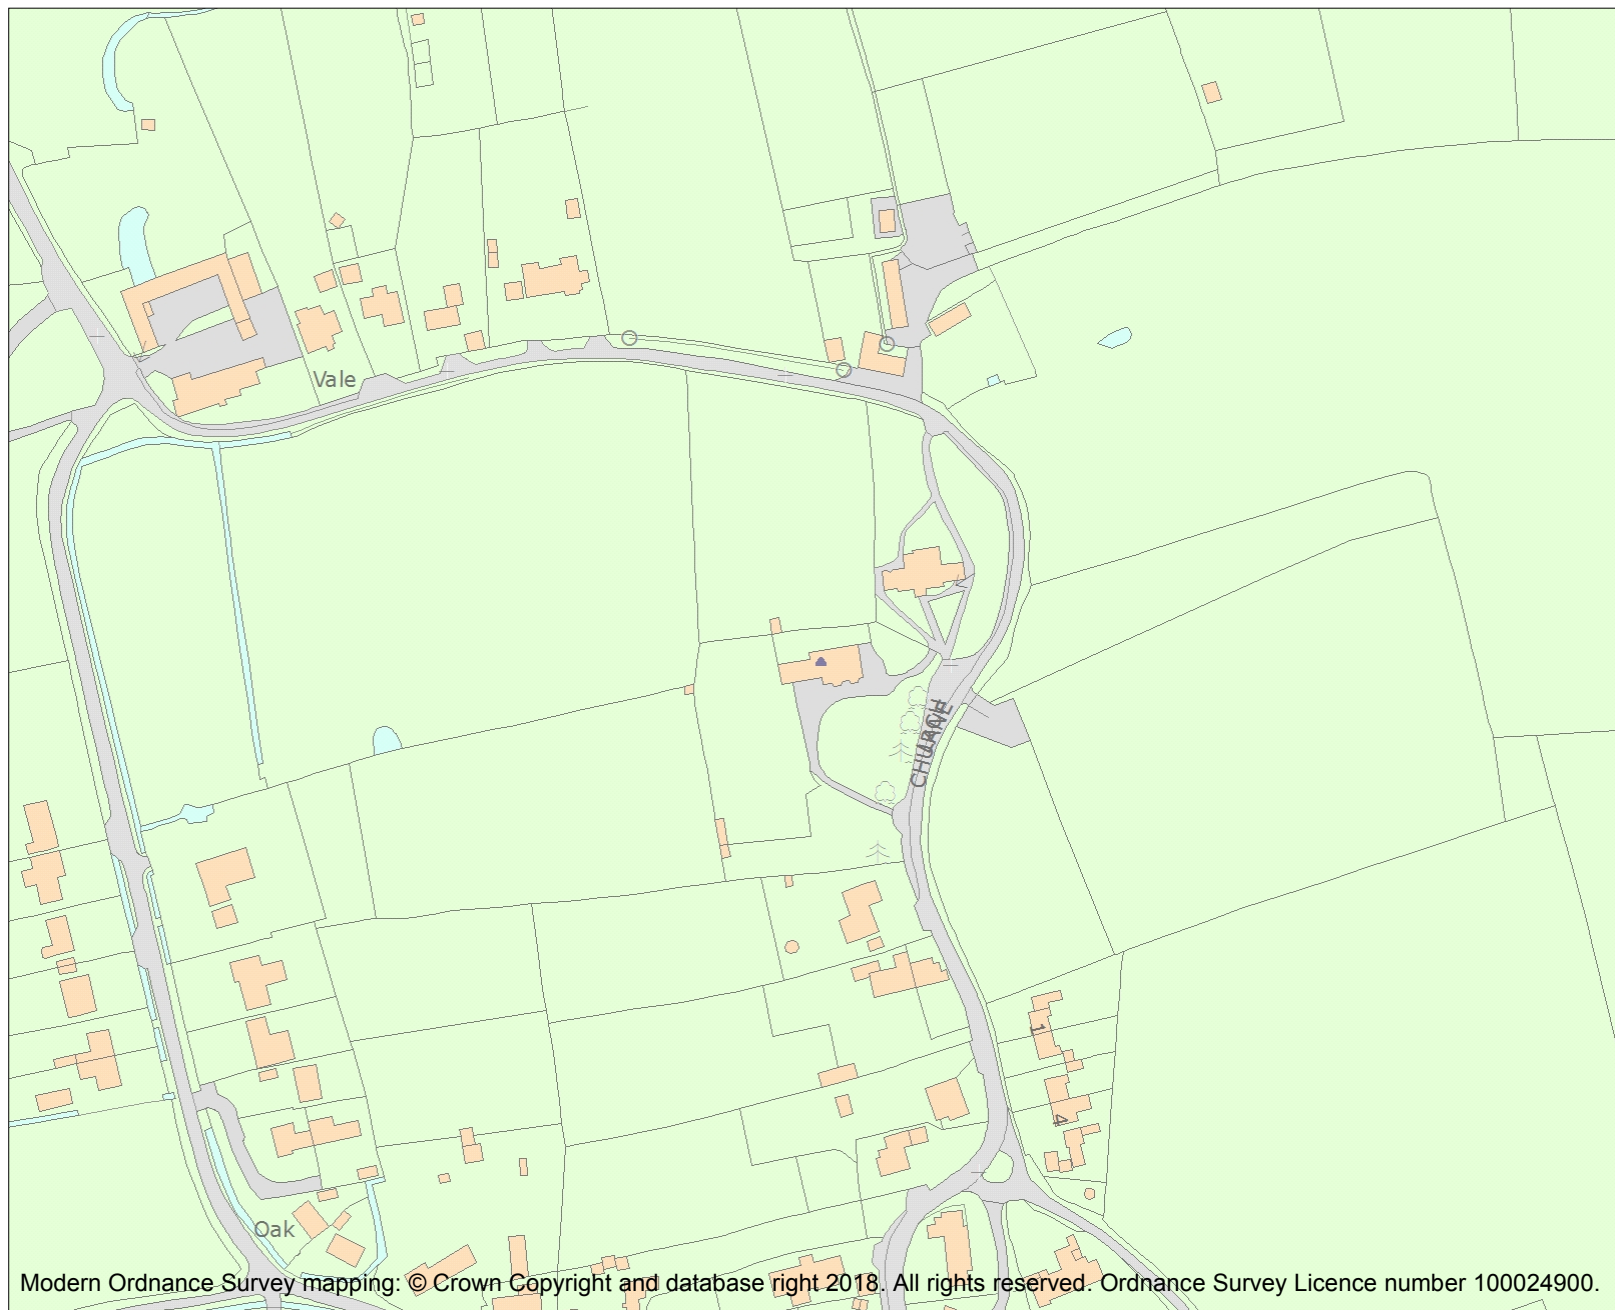 Vale
CHURCH
LANE
1
4
Oak
Modern Ordnance Survey mapping: © Crown Copyright and database right 2018. All rights reserved. Ordnance Survey Licence number 100024900.